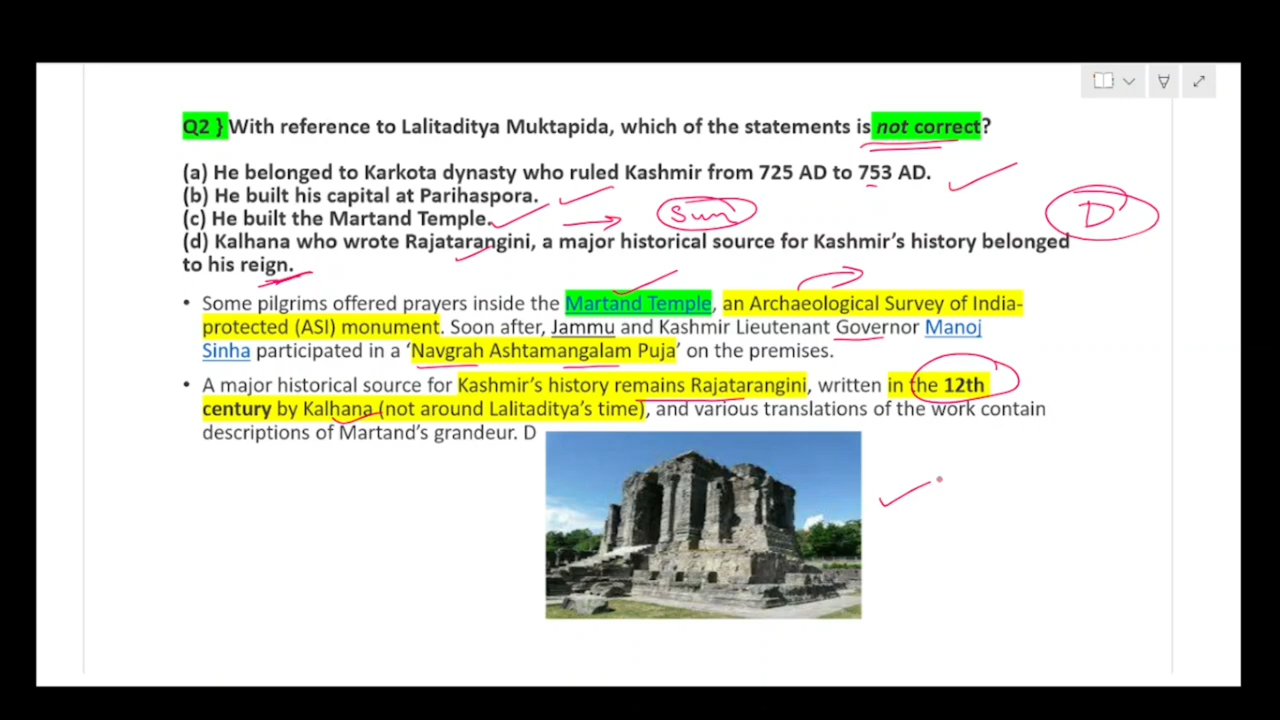 Q2 } With reference to Lalitaditya Muktapida, which of the statements is not correct?
(a) He belonged to Karkota dynasty who ruled Kashmir from 725 AD to 753 AD.
(b) He built his capital at Parihaspora.
(c) He built the Martand Temple.
Sun
D
(d) Kalhana who wrote Rajatarangini, a major historical source for Kashmir's history belonged
to his reign.
• Some pilgrims offered prayers inside the Martand Temple, an Archaeological Survey of India-
protected (ASI) monument. Soon after, Jammu and Kashmir Lieutenant Governor Manoj
Sinha participated in a ‘Navgrah Ashtamangalam Puja’ on the premises.
• A major historical source for Kashmir’s history remains Rajatarangini, written in the 12th
century by Kalhana (not around Lalitaditya’s time), and various translations of the work contain
descriptions of Martand’s grandeur. D